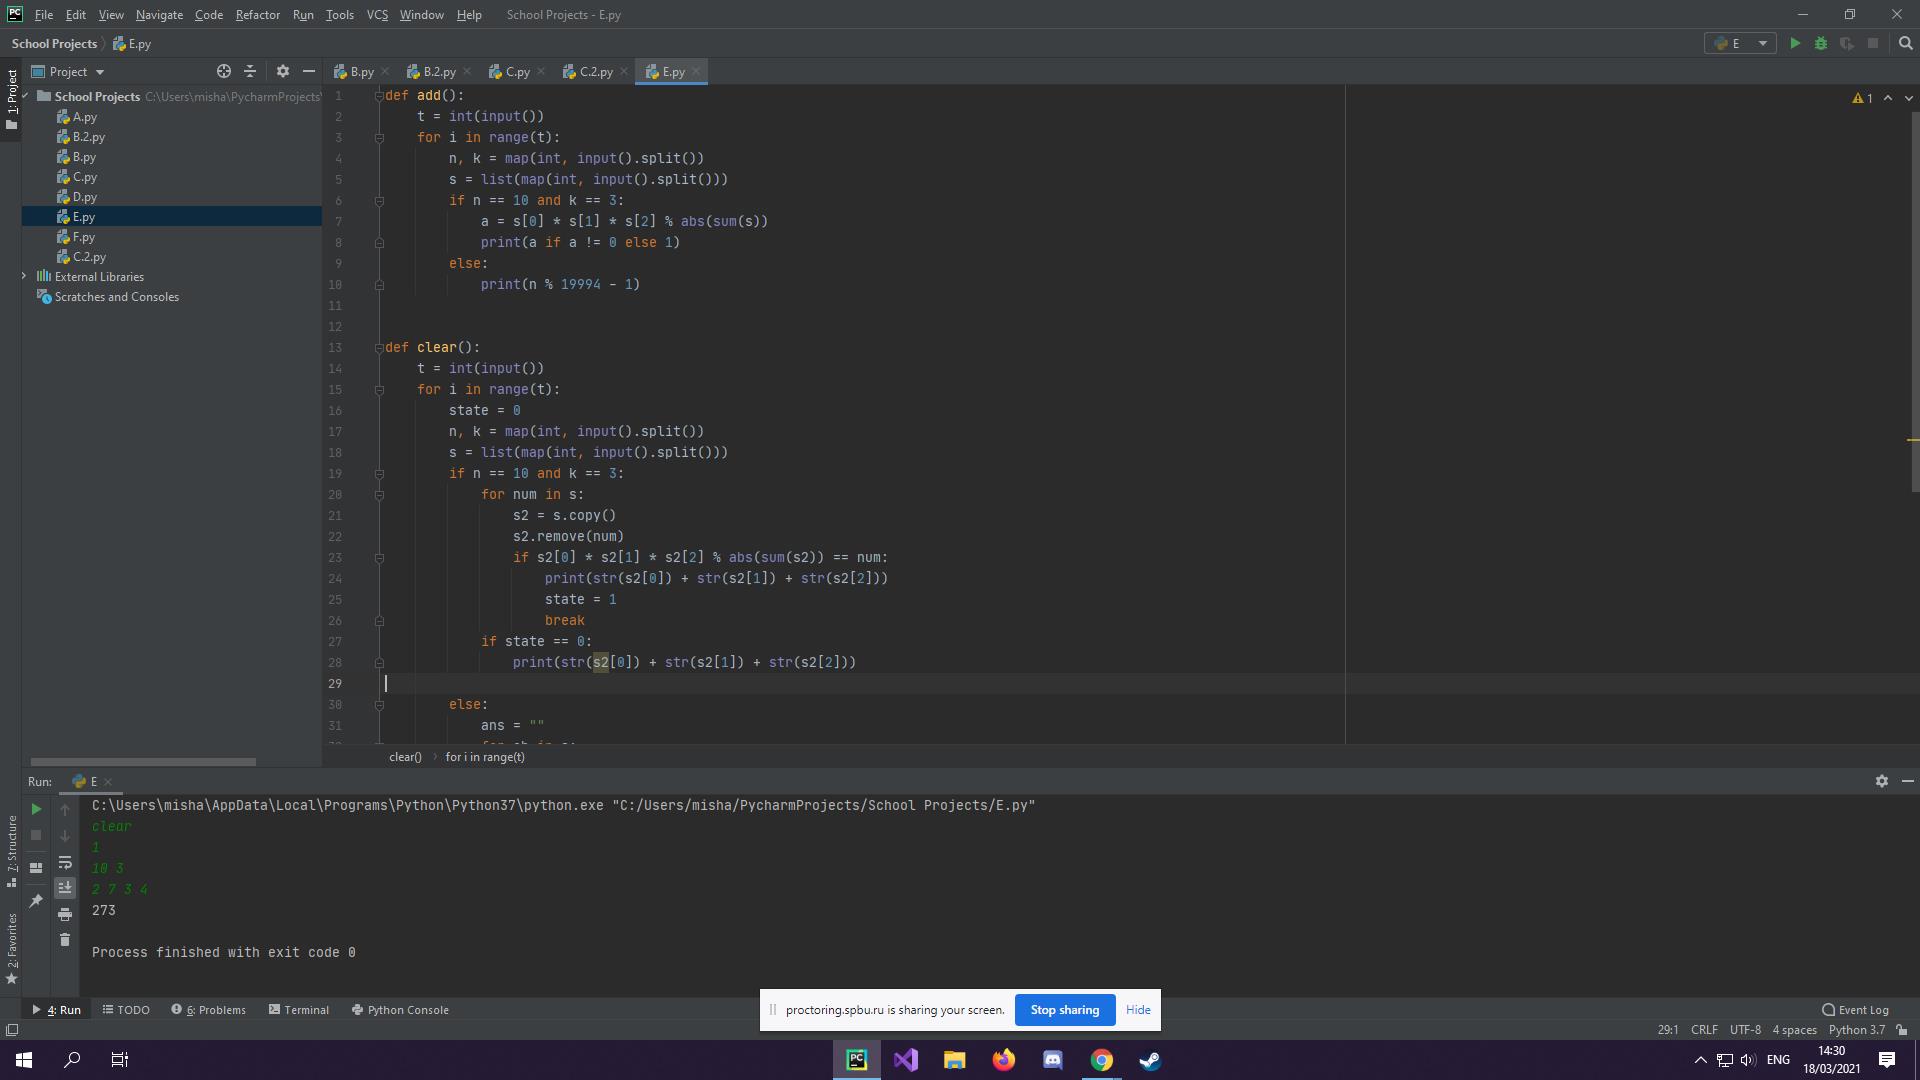 File Edit View Navigate Code Refactor Run Tools VCS Window Help School Projects - E.py
School Projects E.py
E
Project
B.py B.2.py C.py C.2.py E.py
1: Project
School Projects C:\Users\misha\PycharmProjects\
A.py
B.2.py
B.py
C.py
D.py
E.py
F.py
C.2.py
External Libraries
Scratches and Consoles
1
1 def add():
2 t = int(input())
3 for i in range(t):
4 n, k = map(int, input().split())
5 s = list(map(int, input().split()))
6 if n == 10 and k == 3:
7 a = s[0] * s[1] * s[2] % abs(sum(s))
8 print(a if a != 0 else 1)
9 else:
10 print(n % 19994 - 1)
11
12
13 def clear():
14 t = int(input())
15 for i in range(t):
16 state = 0
17 n, k = map(int, input().split())
18 s = list(map(int, input().split()))
19 if n == 10 and k == 3:
20 for num in s:
21 s2 = s.copy()
22 s2.remove(num)
23 if s2[0] * s2[1] * s2[2] % abs(sum(s2)) == num:
24 print(str(s2[0]) + str(s2[1]) + str(s2[2]))
25 state = 1
26 break
27 if state == 0:
28 print(str(s2[0]) + str(s2[1]) + str(s2[2]))
29
30 else:
31 ans = ""
clear() for i in range(t)
Run: E
C:\Users\misha\AppData\Local\Programs\Python\Python37\python.exe "C:/Users/misha/PycharmProjects/School Projects/E.py"
clear
1
10 3
2 7 3 4
273
Process finished with exit code 0
7: Structure
2: Favorites
proctoring.spbu.ru is sharing your screen. Stop sharing Hide
4: Run TODO 6: Problems Terminal Python Console Event Log
29:1 CRLF UTF-8 4 spaces Python 3.7
PC
ENG
14:30
18/03/2021